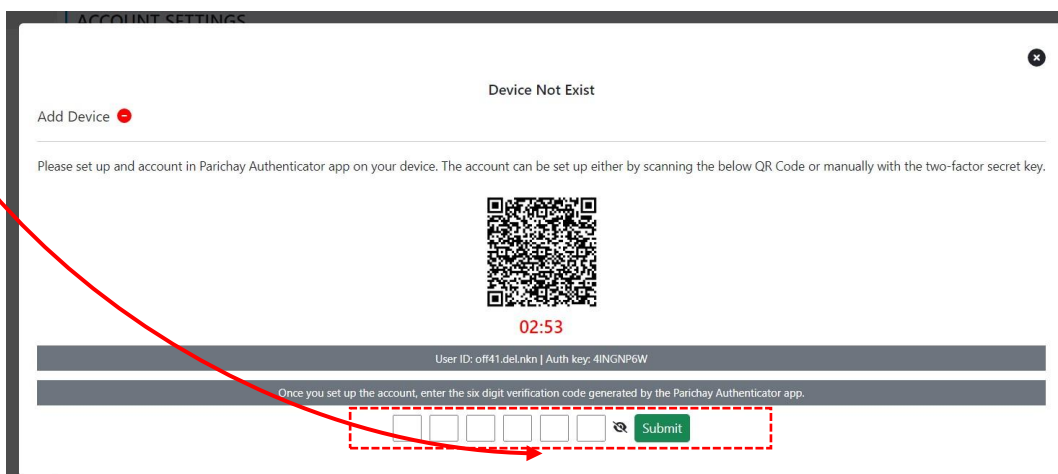 ACCOUNT SETTINGS
Device Not Exist
Add Device
Please set up and account in Parichay Authenticator app on your device. The account can be set up either by scanning the below QR Code or manually with the two-factor secret key.
02:53
User ID: off41.del.nkn | Auth key: 4INGNP6W
Once you set up the account, enter the six digit verification code generated by the Parichay Authenticator app.
Submit